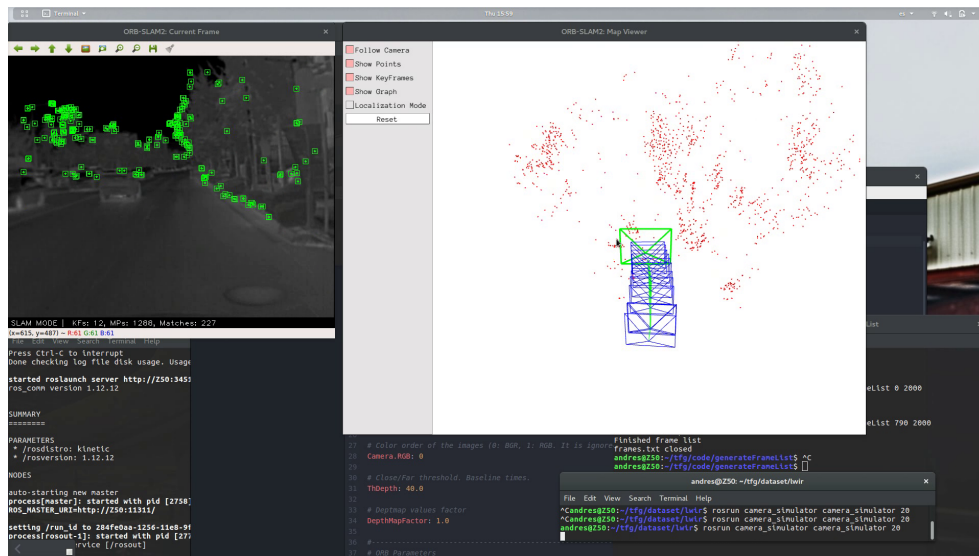 Terminal
Thu 15:59
es
ORB-SLAM2: Current Frame
×
SLAM MODE | KFs: 12, MPs: 1288, Matches: 227
(x=615, y=487) ~ R:61 G:61 B:61
ORB-SLAM2: Map Viewer
×
Follow Camera
Show Points
Show KeyFrames
Show Graph
Localization Mode
Reset
×
File Edit View Search Terminal Help
Press Ctrl-C to interrupt
Done checking log file disk usage. Usage
started roslaunch server http://Z50:3451
ros_comm version 1.12.12
SUMMARY
========
PARAMETERS
* /rosdistro: kinetic
* /rosversion: 1.12.12
NODES
auto-starting new master
process[master]: started with pid [2758]
ROS_MASTER_URI=http://Z50:11311/
setting /run_id to 284fe0aa-1256-11e8-9f
process[rosout-1]: started with pid [277
service [/rosout]
27 # Color order of the images (0: BGR, 1: RGB. It is ignore
28 Camera.RGB: 0
29
30 # Close/Far threshold. Baseline times.
31 ThDepth: 40.0
32
33 # Deptmap values factor
34 DepthMapFactor: 1.0
35
36 #
37 # ORB Parameters
List
eList 0 2000
eList 790 2000
Finished frame list
frames.txt closed
andres@Z50:~/tfg/code/generateFrameList$ ^C
andres@Z50:~/tfg/code/generateFrameList$
andres@Z50: ~/tfg/dataset/lwir
×
File Edit View Search Terminal Help
^Candres@Z50:~/tfg/dataset/lwir$ rosrun camera_simulator camera_simulator 20
^Candres@Z50:~/tfg/dataset/lwir$ rosrun camera_simulator camera_simulator 20
andres@Z50:~/tfg/dataset/lwir$ rosrun camera_simulator camera_simulator 20